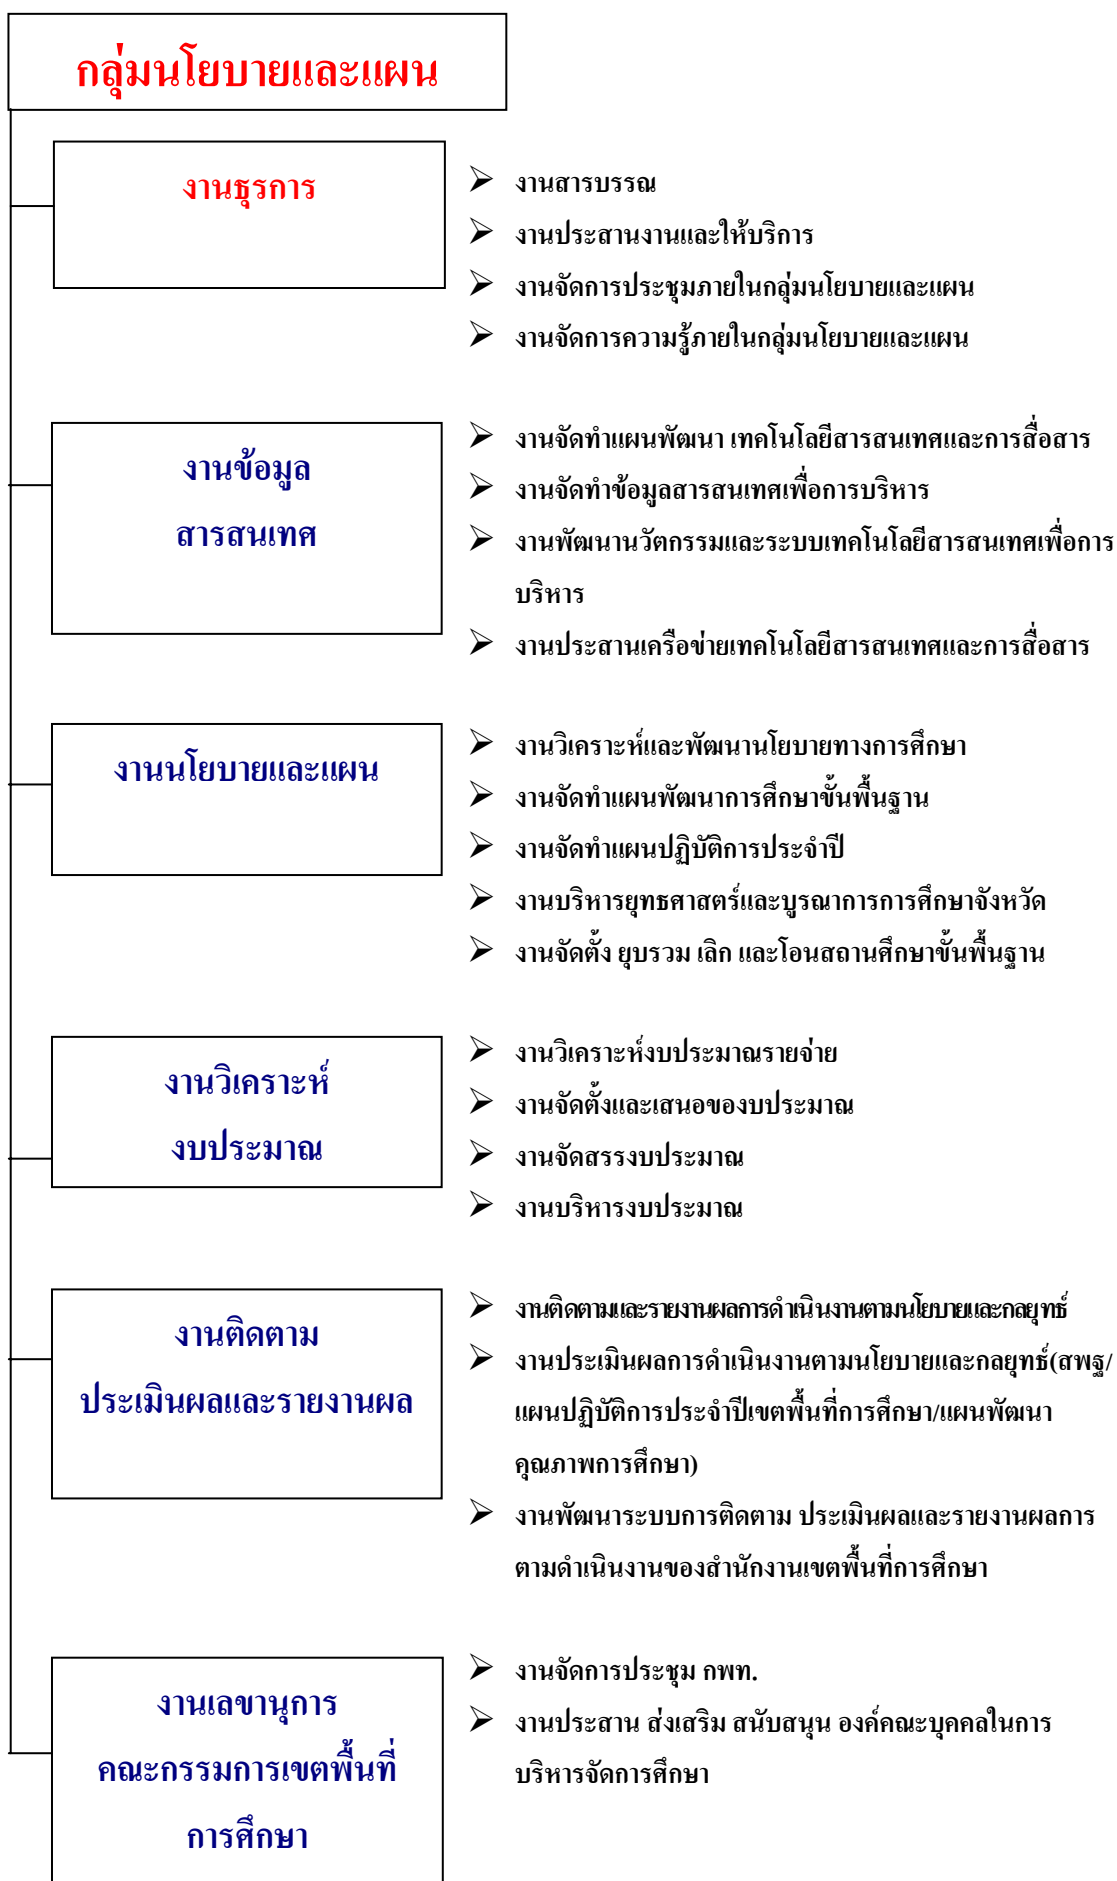 กลุ่มนโยบายและแผน
งานธุรการ
➢ งานสารบรรณ
➢ งานประสานงานและให้บริการ
➢ งานจัดการประชุมภายในกลุ่มนโยบายและแผน
➢ งานจัดการความรู้ภายในกลุ่มนโยบายและแผน
งานข้อมูล
สารสนเทศ
➢ งานจัดทำแผนพัฒนา เทคโนโลยีสารสนเทศและการสื่อสาร
➢ งานจัดทำข้อมูลสารสนเทศเพื่อการบริหาร
➢ งานพัฒนานวัตกรรมและระบบเทคโนโลยีสารสนเทศเพื่อการ
บริหาร
➢ งานประสานเครือข่ายเทคโนโลยีสารสนเทศและการสื่อสาร
งานนโยบายและแผน
➢ งานวิเคราะห์และพัฒนานโยบายทางการศึกษา
➢ งานจัดทำแผนพัฒนาการศึกษาขั้นพื้นฐาน
➢ งานจัดทำแผนปฏิบัติการประจำปี
➢ งานบริหารยุทธศาสตร์และบูรณาการการศึกษาจังหวัด
➢ งานจัดตั้ง ยุบรวม เลิก และโอนสถานศึกษาขั้นพื้นฐาน
งานวิเคราะห์
งบประมาณ
➢ งานวิเคราะห์งบประมาณรายจ่าย
➢ งานจัดตั้งและเสนอของบประมาณ
➢ งานจัดสรรงบประมาณ
➢ งานบริหารงบประมาณ
งานติดตาม
ประเมินผลและรายงานผล
➢ งานติดตามและรายงานผลการดำเนินงานตามนโยบายและกลยุทธ์
➢ งานประเมินผลการดำเนินงานตามนโยบายและกลยุทธ์(สพฐ/
แผนปฏิบัติการประจำปีเขตพื้นที่การศึกษา/แผนพัฒนา
คุณภาพการศึกษา)
➢ งานพัฒนาระบบการติดตาม ประเมินผลและรายงานผลการ
ตามดำเนินงานของสำนักงานเขตพื้นที่การศึกษา
งานเลขานุการ
คณะกรรมการเขตพื้นที่
การศึกษา
➢ งานจัดการประชุม กพท.
➢ งานประสาน ส่งเสริม สนับสนุน องค์คณะบุคคลในการ
บริหารจัดการศึกษา